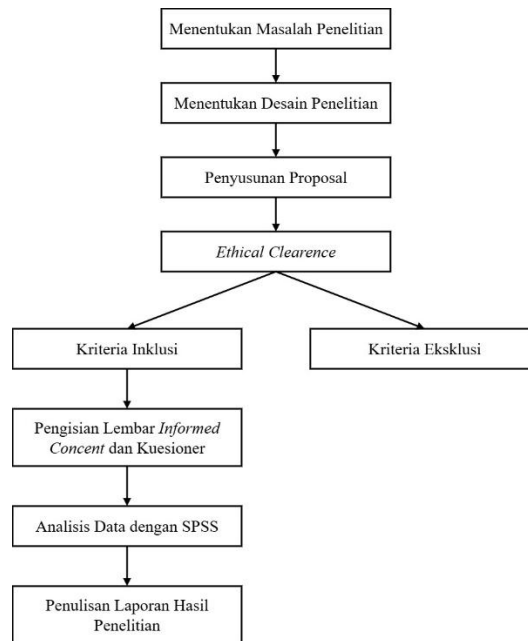 Menentukan Masalah Penelitian
Menentukan Desain Penelitian
Penyusunan Proposal
Ethical Clearence
Kriteria Inklusi
Kriteria Eksklusi
Pengisian Lembar Informed
Concent dan Kuesioner
Analisis Data dengan SPSS
Penulisan Laporan Hasil
Penelitian